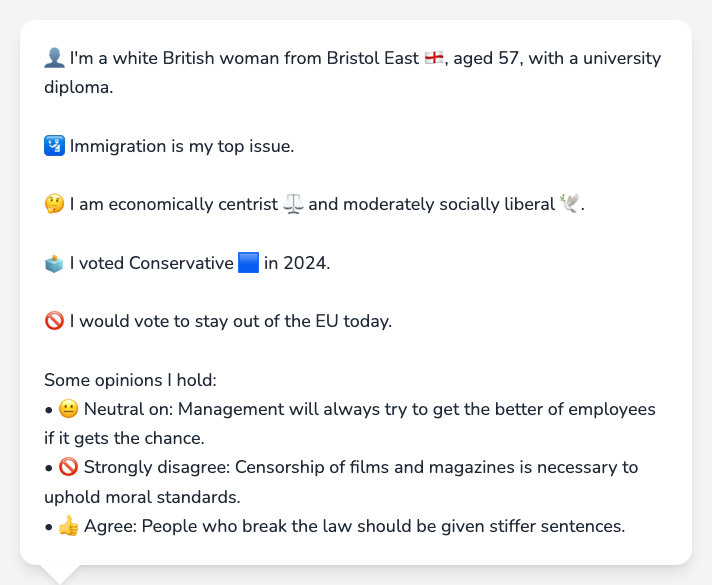 👤 I'm a white British woman from Bristol East 🏴󠁧󠁢󠁥󠁮󠁧󠁿, aged 57, with a university
diploma.
🛂 Immigration is my top issue.
🤔 I am economically centrist ⚖️ and moderately socially liberal 🕊️.
🗳️ I voted Conservative 🟦 in 2024.
🚫 I would vote to stay out of the EU today.
Some opinions I hold:
• 😐 Neutral on: Management will always try to get the better of employees
if it gets the chance.
• 🚫 Strongly disagree: Censorship of films and magazines is necessary to
uphold moral standards.
• 👍 Agree: People who break the law should be given stiffer sentences.